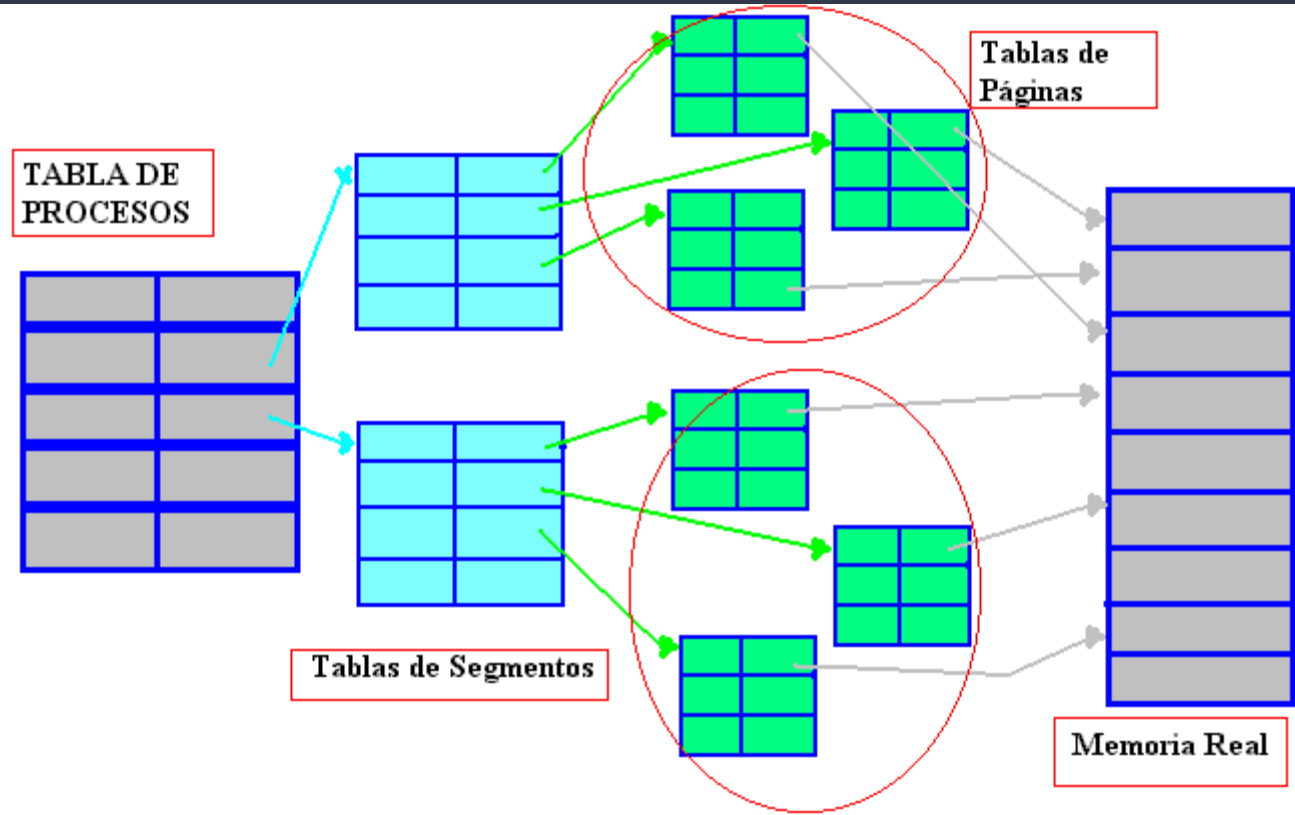 Tablas de
Páginas
TABLA DE
PROCESOS
Tablas de Segmentos
Memoria Real